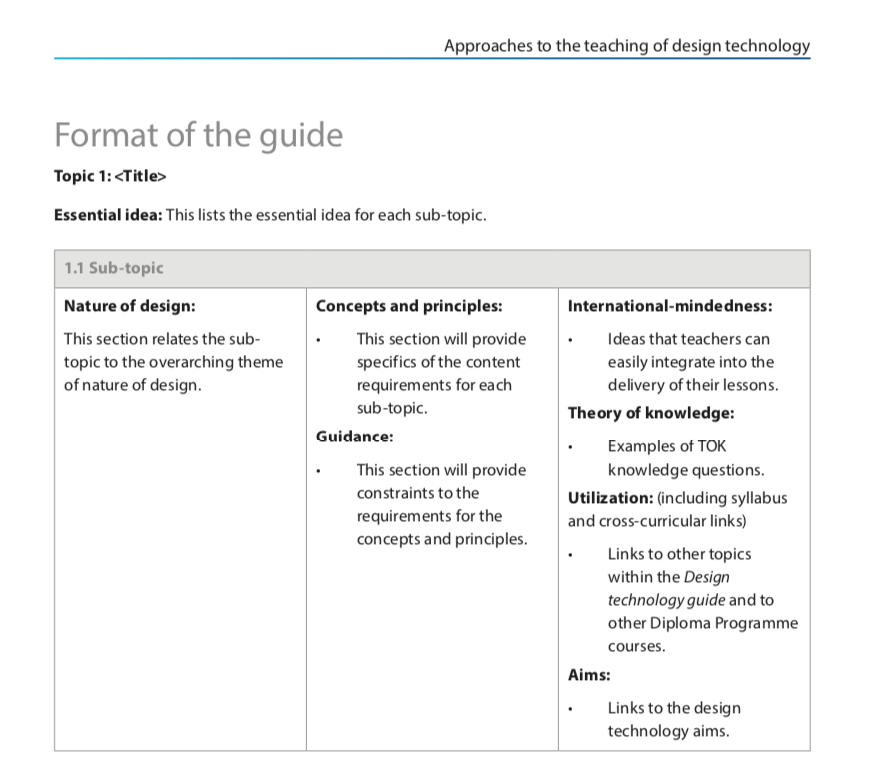 Approaches to the teaching of design technology
Format of the guide
Topic 1: <Title>
Essential idea: This lists the essential idea for each sub-topic.
1.1 Sub-topic
Nature of design:
This section relates the sub-
topic to the overarching theme
of nature of design.
Concepts and principles:
• This section will provide
specifics of the content
requirements for each
sub-topic.
Guidance:
• This section will provide
constraints to the
requirements for the
concepts and principles.
International-mindedness:
• Ideas that teachers can
easily integrate into the
delivery of their lessons.
Theory of knowledge:
• Examples of TOK
knowledge questions.
Utilization: (including syllabus
and cross-curricular links)
• Links to other topics
within the Design
technology guide and to
other Diploma Programme
courses.
Aims:
• Links to the design
technology aims.